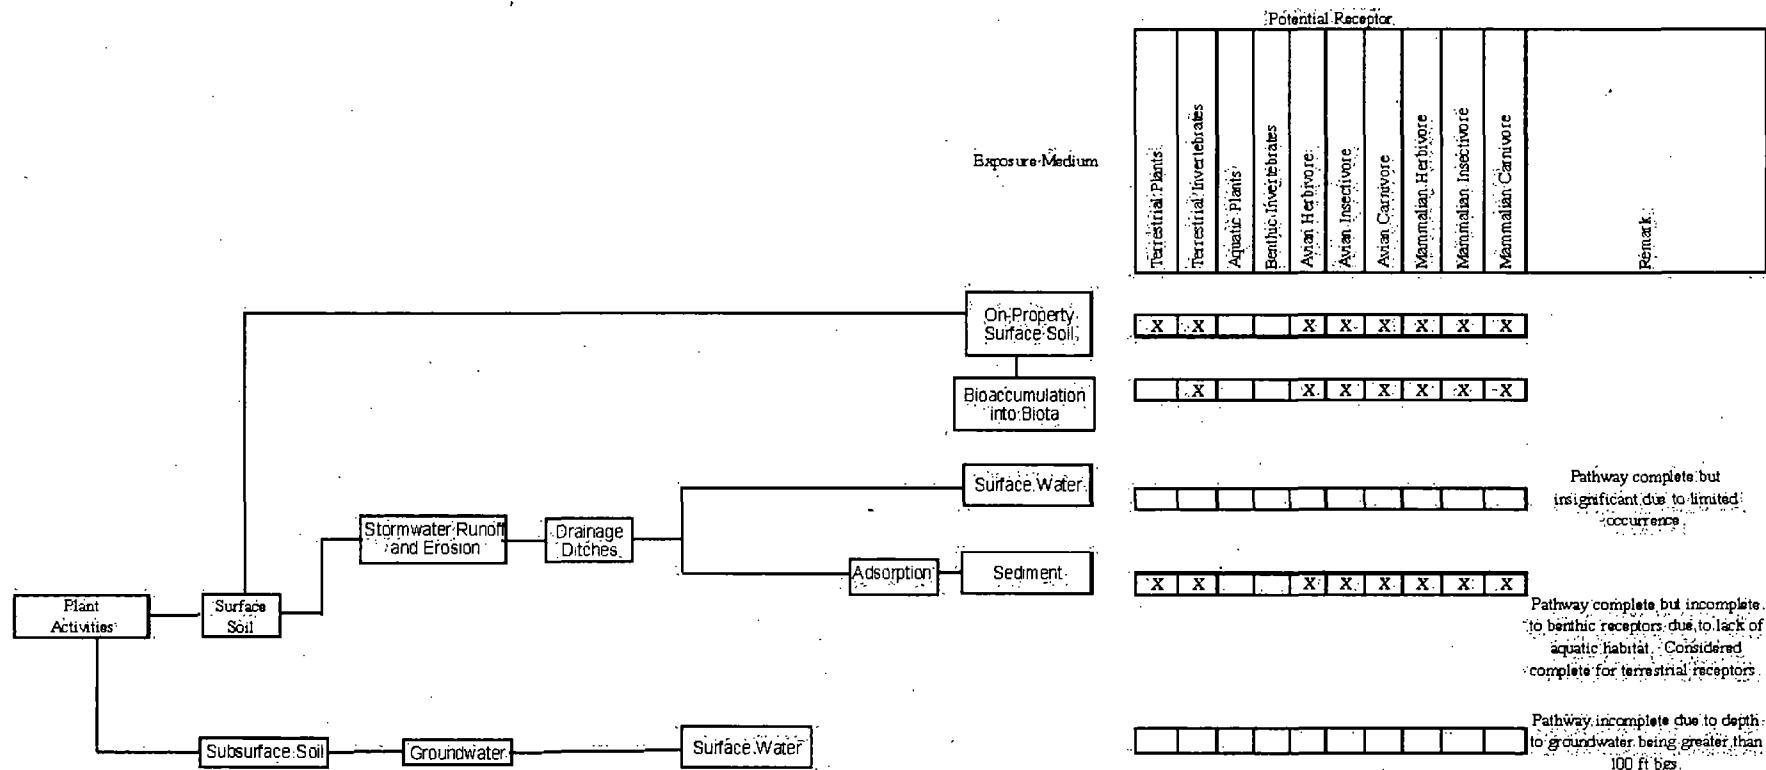 Potential Receptor
Exposure Medium
Terrestrial Plants
Terrestrial Invertebrates
Aquatic Plants
Benthic Invertebrates
Avian Herbivore
Avian Insectivore
Avian Carnivore
Mammalian Herbivore
Mammalian Insectivore
Mammalian Carnivore
Remark
On-Property
Surface Soil
X X X X X X X X
Bioaccumulation
into Biota
X X X X X X X
Surface Water
Pathway complete but
insignificant due to limited
occurrence
Stormwater Runoff
and Erosion
Drainage
Ditches
Adsorption
Sediment
X X X X X X X X
Pathway complete but incomplete
to benthic receptors due to lack of
aquatic habitat. Considered
complete for terrestrial receptors
Plant
Activities
Surface
Soil
Subsurface Soil
Groundwater
Surface Water
Pathway incomplete due to depth
to groundwater being greater than
100 ft bgs.